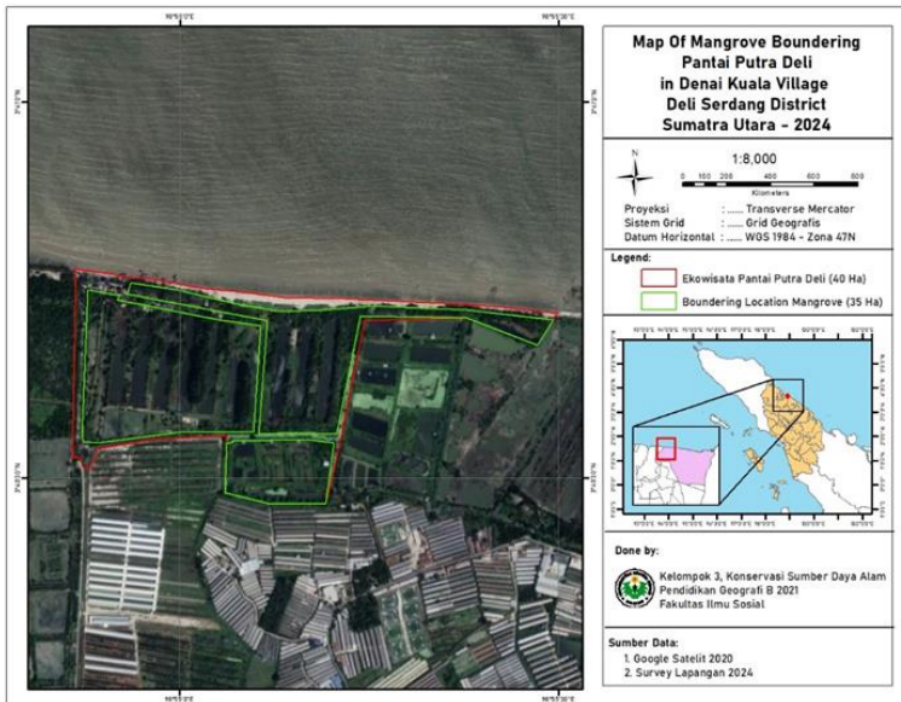 Map Of Mangrove Boundering
Pantai Putra Deli
in Denai Kuala Village
Deli Serdang District
Sumatra Utara - 2024
N
1:8,000
0 100 200 400 600 800
Kilometers
Proyeksi : ..... Transverse Mercator
Sistem Grid : ..... Grid Geografis
Datum Horizontal : ..... WGS 1984 - Zona 47N
Legend:
Ekowisata Pantai Putra Deli (40 Ha)
Boundering Location Mangrove (35 Ha)
Done by:
Kelompok 3, Konservasi Sumber Daya Alam
Pendidikan Geografi B 2021
Fakultas Ilmu Sosial
Sumber Data:
1. Google Satelit 2020
2. Survey Lapangan 2024